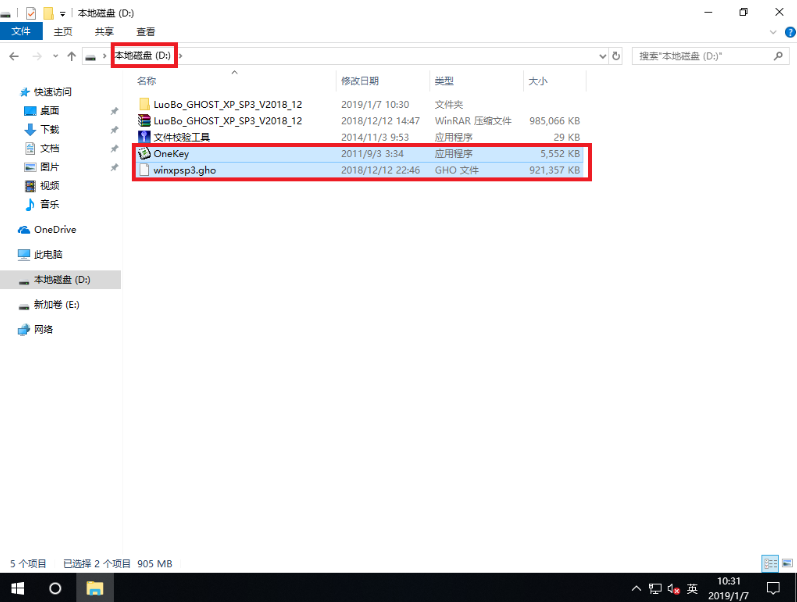 本地磁盘 (D:)
文件 主页 共享 查看
本地磁盘 (D:) 搜索"本地磁盘 (D:)"
名称 修改日期 类型 大小
快速访问
桌面
下载
文档
图片
视频
音乐
OneDrive
此电脑
本地磁盘 (D:)
新加卷 (E:)
网络
LuoBo_GHOST_XP_SP3_V2018_12 2019/1/7 10:30 文件夹
LuoBo_GHOST_XP_SP3_V2018_12 2018/12/12 14:47 WinRAR 压缩文件 985,066 KB
文件校验工具 2014/11/3 9:53 应用程序 29 KB
OneKey 2011/9/3 3:34 应用程序 5,552 KB
winxpsp3.gho 2018/12/12 22:46 GHO 文件 921,357 KB
5 个项目 已选择 2 个项目 905 MB
英
10:31
2019/1/7